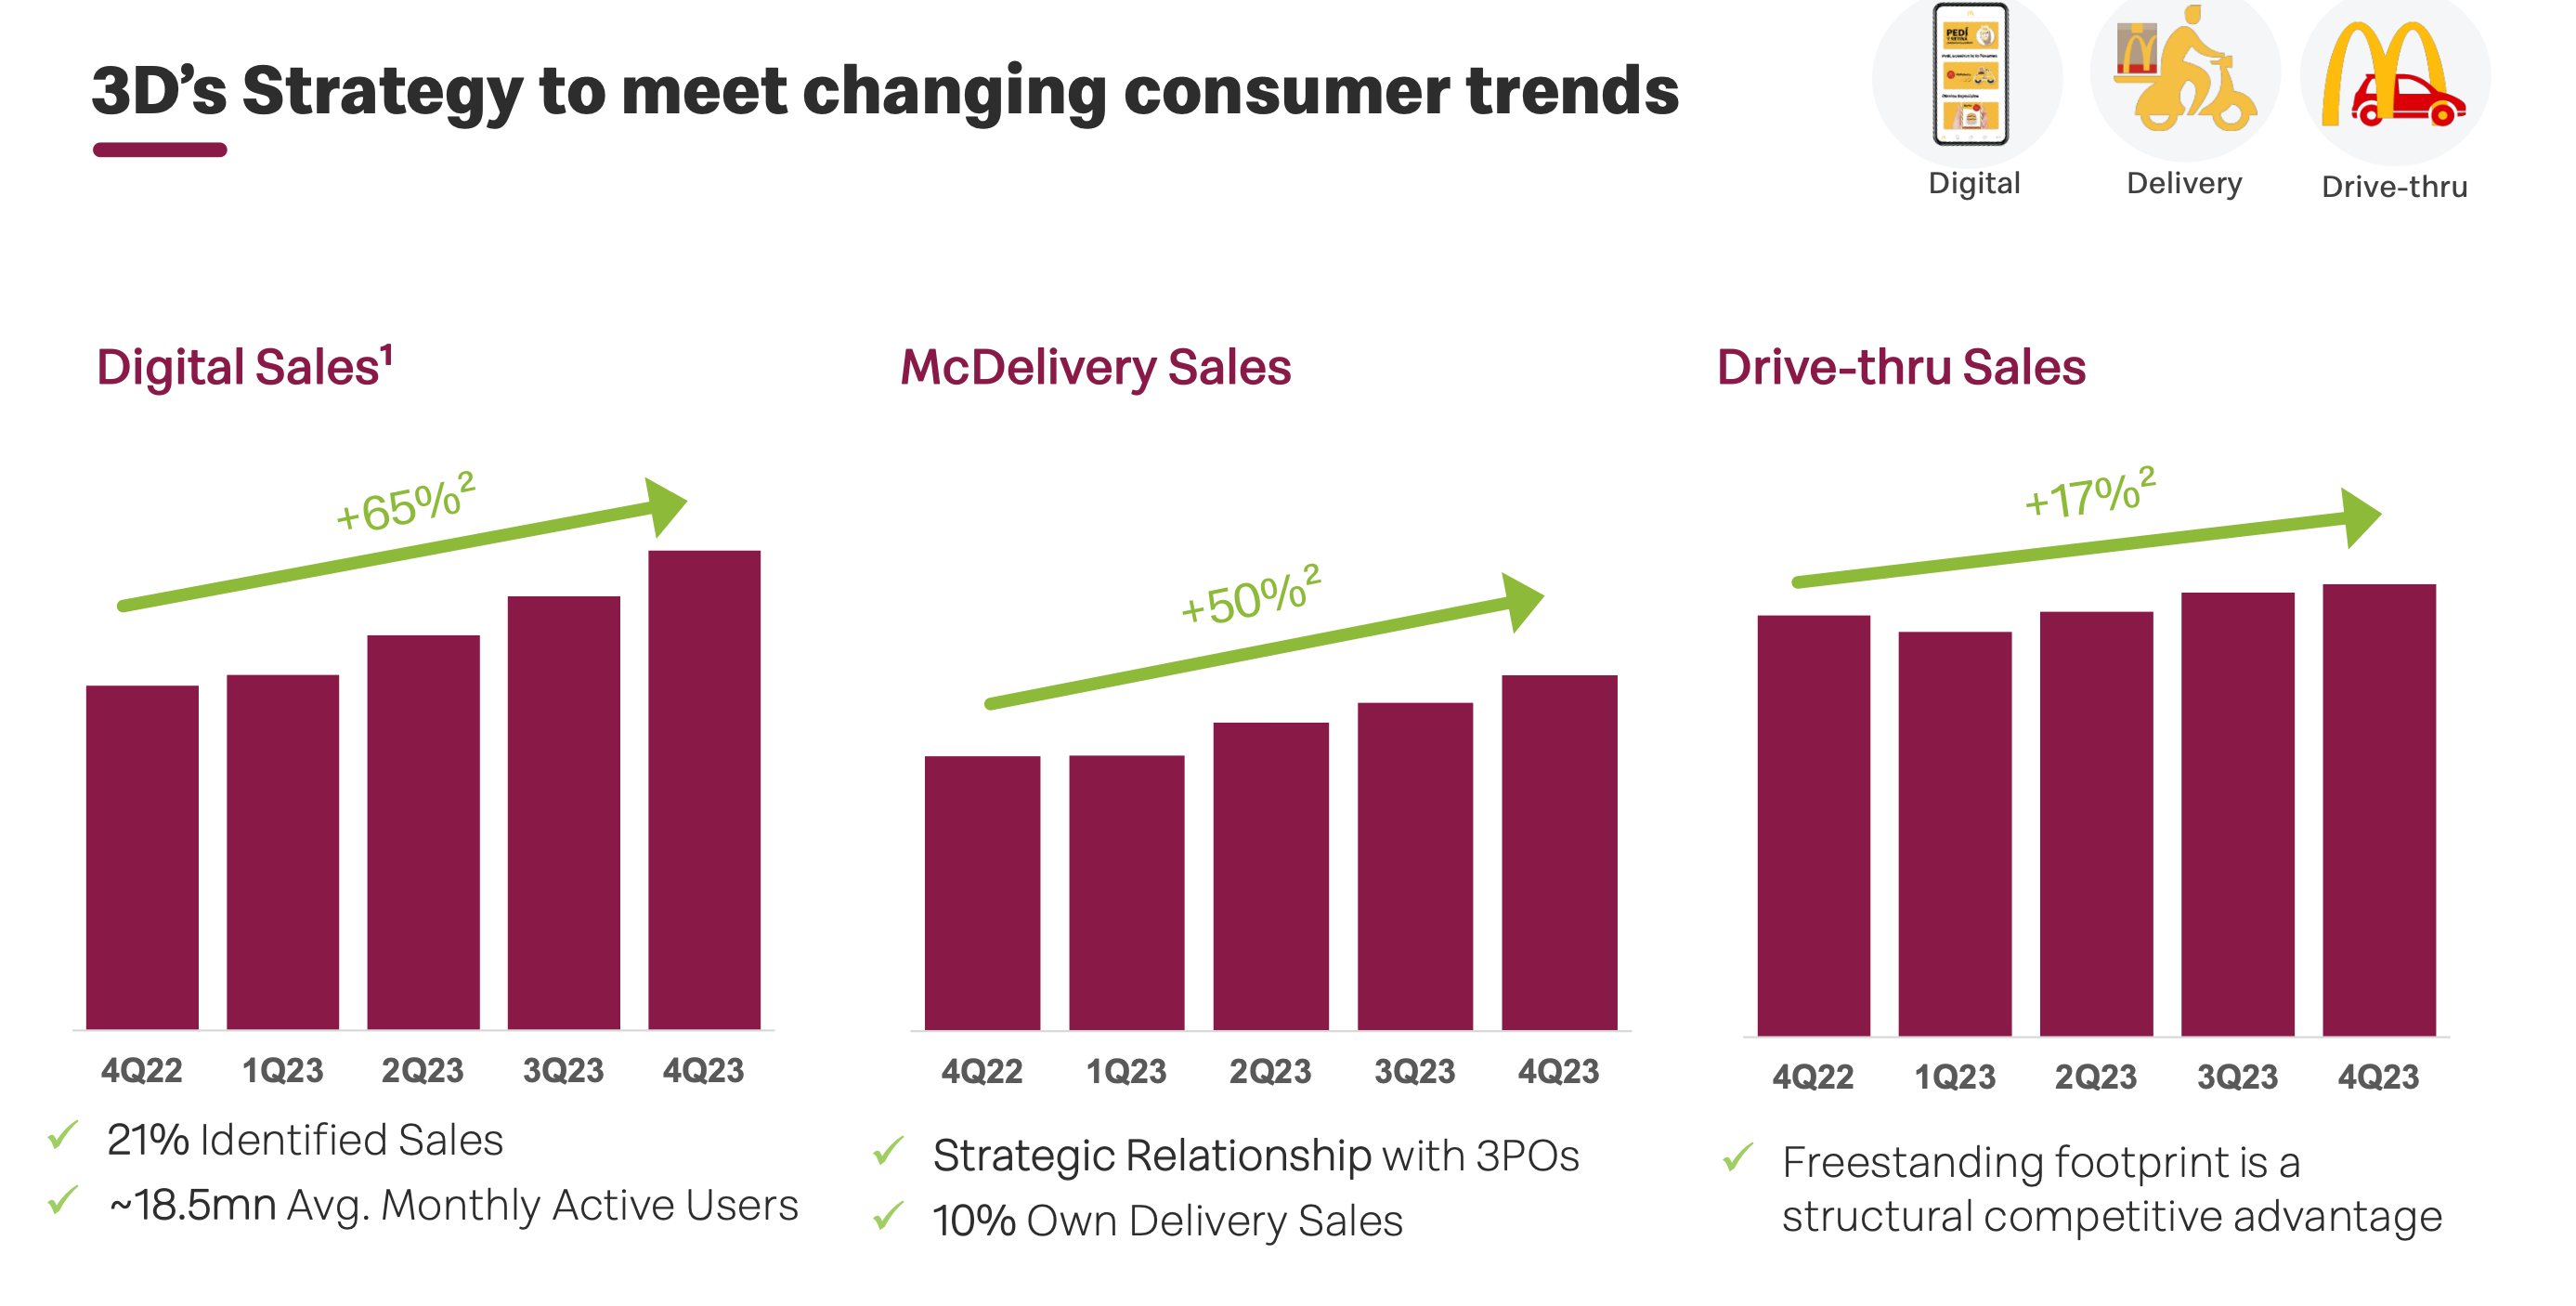 3D's Strategy to meet changing consumer trends
PEDÍ
Digital
Delivery
Drive-thru
Digital Sales¹
McDelivery Sales
Drive-thru Sales
+65%²
+50%²
+17%²
4Q22 1Q23 2Q23 3Q23 4Q23
4Q22 1Q23 2Q23 3Q23 4Q23
4Q22 1Q23 2Q23 3Q23 4Q23
21% Identified Sales
~18.5mn Avg. Monthly Active Users
Strategic Relationship with 3POs
10% Own Delivery Sales
Freestanding footprint is a
structural competitive advantage